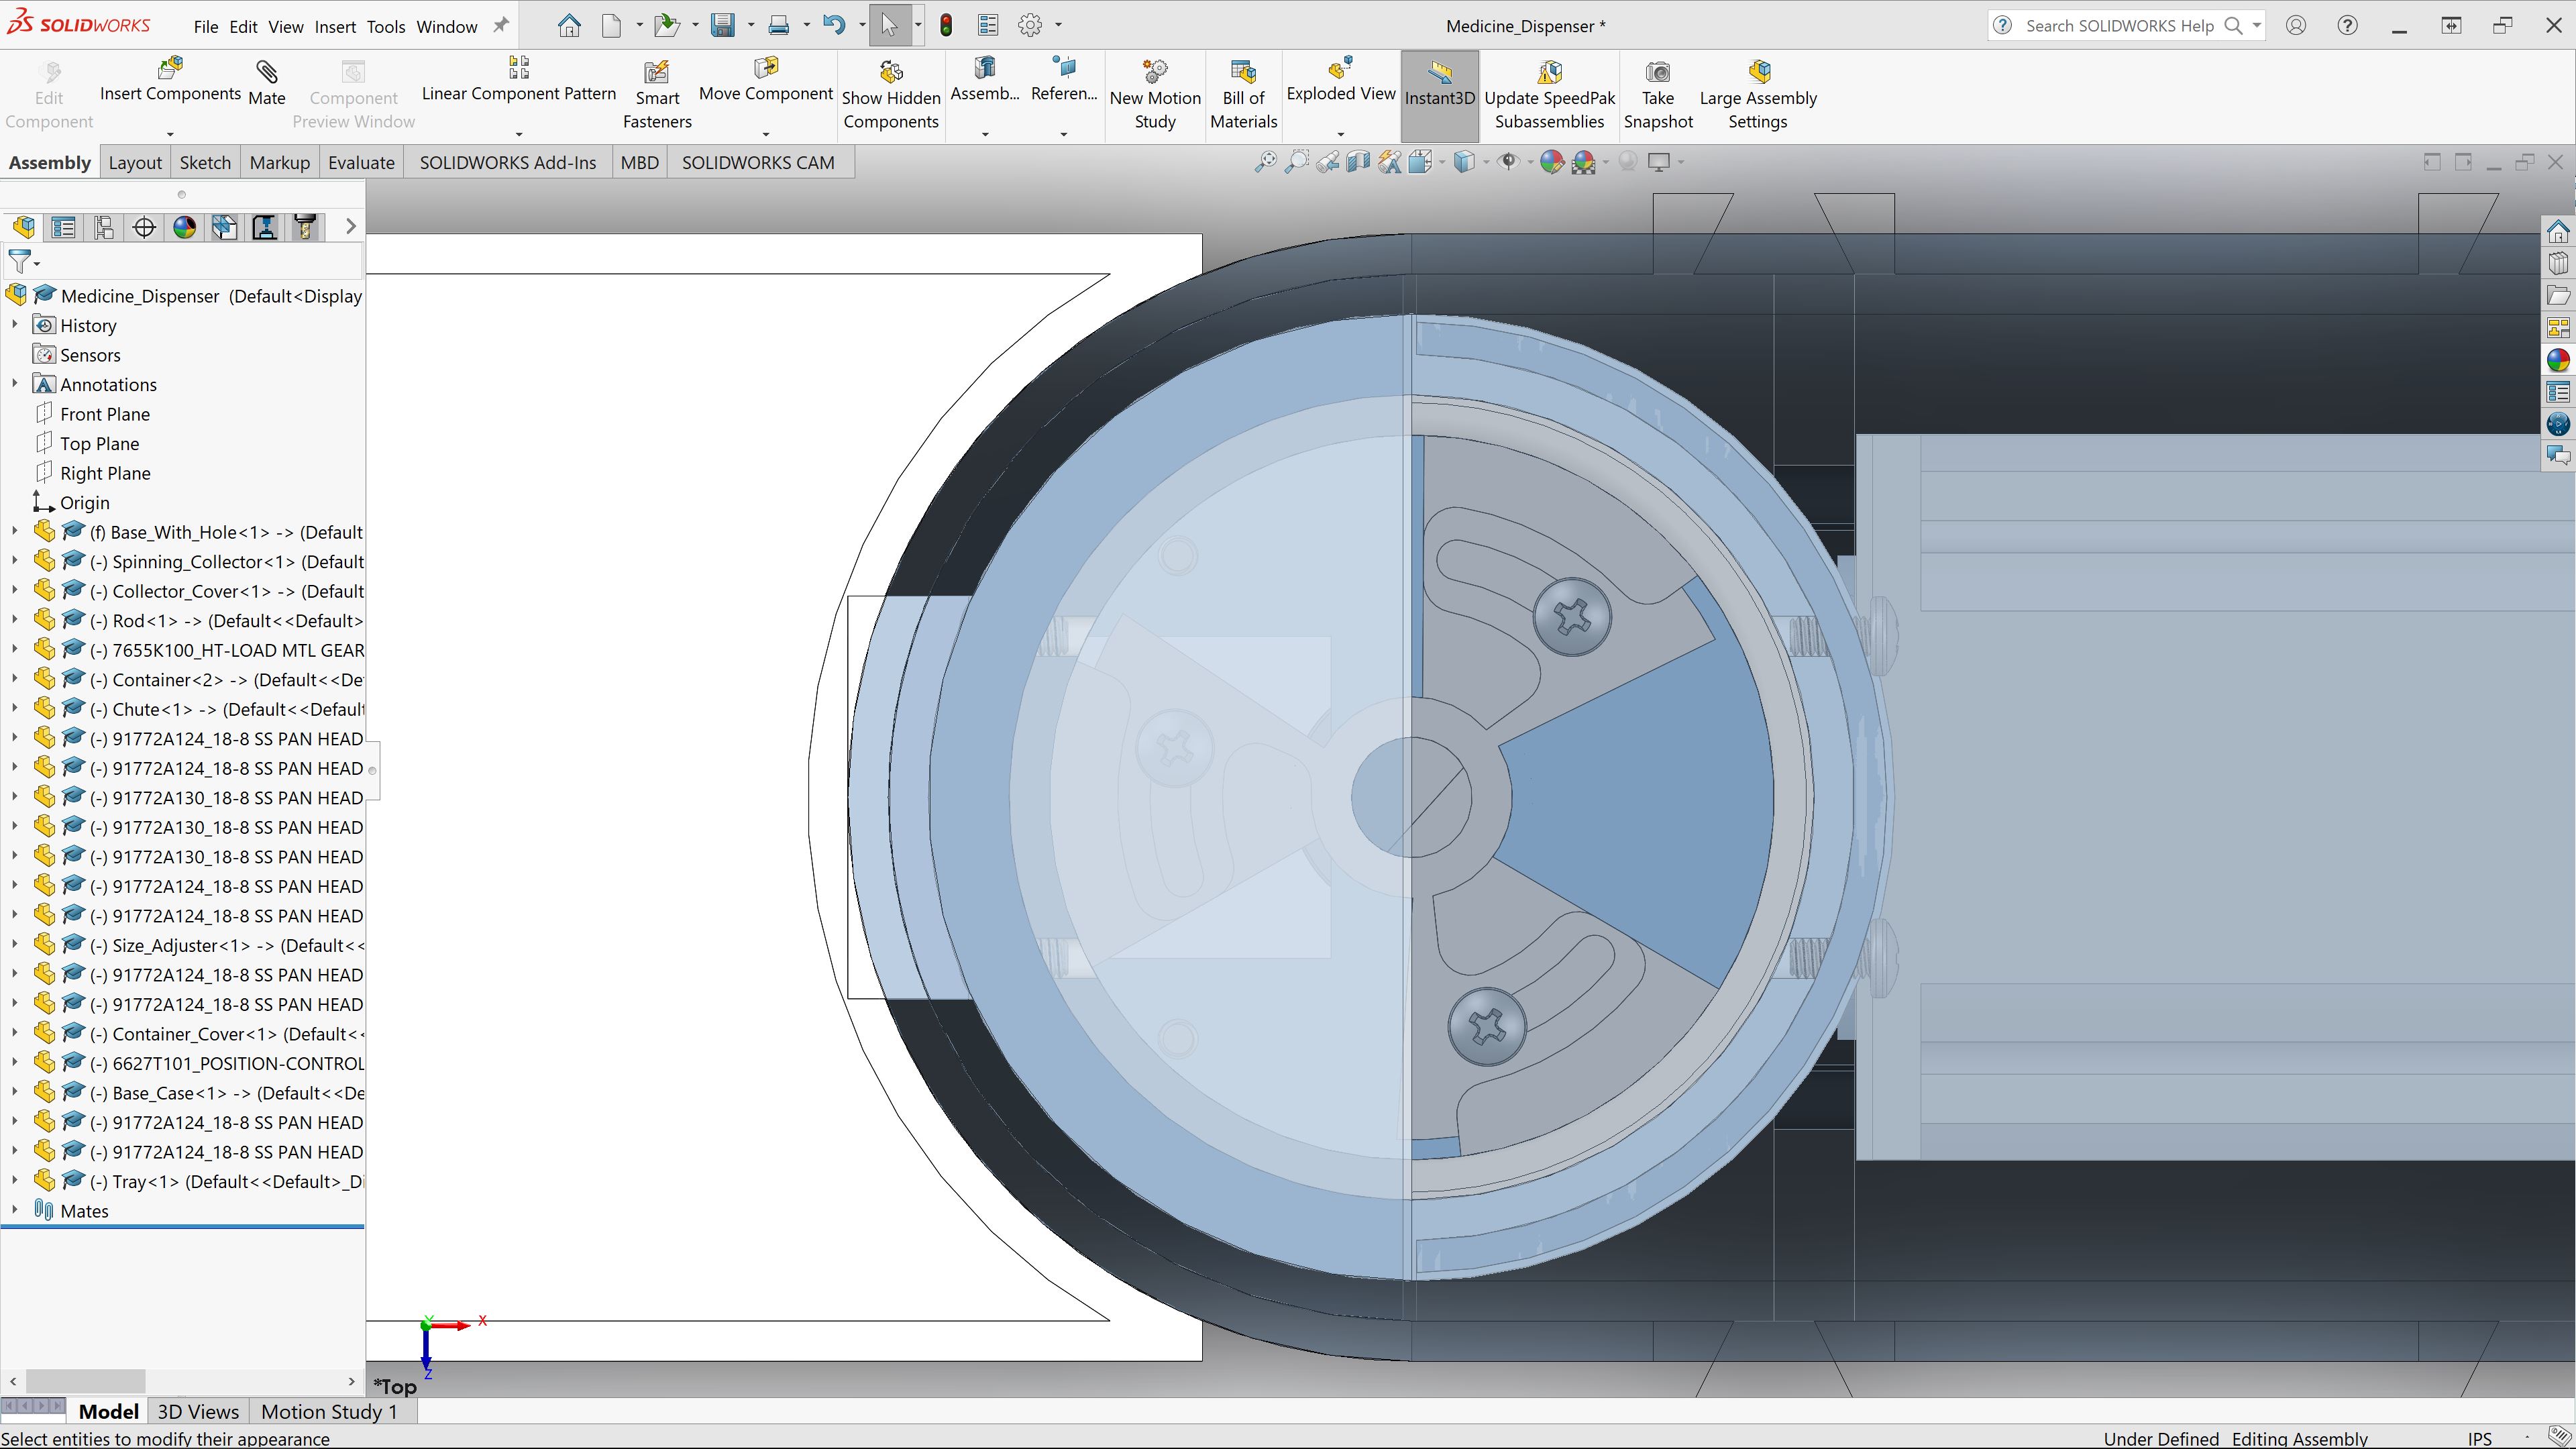 SOLIDWORKS File Edit View Insert Tools Window Medicine_Dispenser * Search SOLIDWORKS Help
Edit Component Insert Components Mate Component Preview Window Linear Component Pattern Smart Fasteners Move Component Show Hidden Components Assemb... Referen... New Motion Study Bill of Materials Exploded View Instant3D Update SpeedPak Subassemblies Take Snapshot Large Assembly Settings
Assembly Layout Sketch Markup Evaluate SOLIDWORKS Add-Ins MBD SOLIDWORKS CAM
Medicine_Dispenser (Default<Display
History
Sensors
Annotations
Front Plane
Top Plane
Right Plane
Origin
(f) Base_With_Hole<1> -> (Default
(-) Spinning_Collector<1> (Default
(-) Collector_Cover<1> -> (Default
(-) Rod<1> -> (Default<<Default>
(-) 7655K100_HT-LOAD MTL GEAR
(-) Container<2> -> (Default<<De
(-) Chute<1> -> (Default<<Default
(-) 91772A124_18-8 SS PAN HEAD
(-) 91772A124_18-8 SS PAN HEAD
(-) 91772A130_18-8 SS PAN HEAD
(-) 91772A130_18-8 SS PAN HEAD
(-) 91772A130_18-8 SS PAN HEAD
(-) 91772A124_18-8 SS PAN HEAD
(-) 91772A124_18-8 SS PAN HEAD
(-) Size_Adjuster<1> -> (Default<<
(-) 91772A124_18-8 SS PAN HEAD
(-) 91772A124_18-8 SS PAN HEAD
(-) Container_Cover<1> (Default<<
(-) 6627T101_POSITION-CONTROL
(-) Base_Case<1> -> (Default<<De
(-) 91772A124_18-8 SS PAN HEAD
(-) 91772A124_18-8 SS PAN HEAD
(-) Tray<1> (Default<<Default>_Di
Mates
Y X
Z
*Top
Model 3D Views Motion Study 1
Select entities to modify their appearance Under Defined Editing Assembly IPS